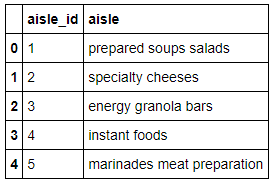 aisle_id aisle
0 1 prepared soups salads
1 2 specialty cheeses
2 3 energy granola bars
3 4 instant foods
4 5 marinades meat preparation